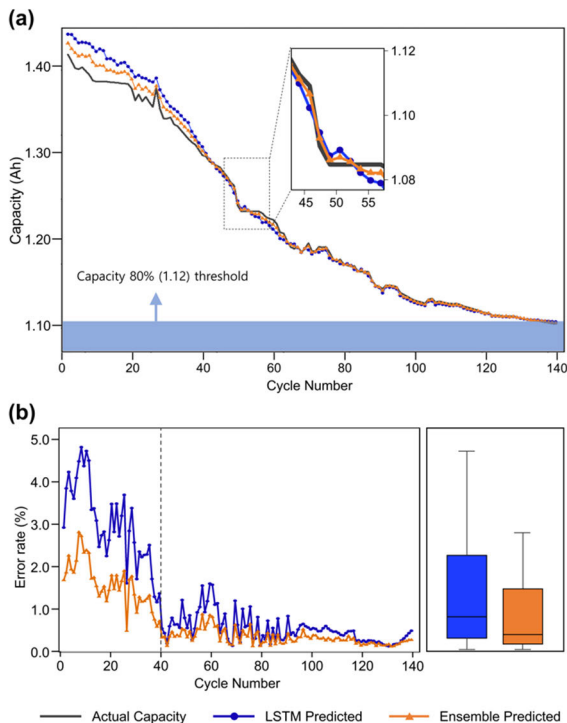 (a)
1.40
1.30
1.20
1.10
Capacity (Ah)
1.12
1.10
1.08
45 50 55
Capacity 80% (1.12) threshold
0 20 40 60 80 100 120 140
Cycle Number
(b)
5.0
4.0
3.0
2.0
1.0
0.0
Error rate (%)
0 20 40 60 80 100 120 140
Cycle Number
Actual Capacity LSTM Predicted Ensemble Predicted